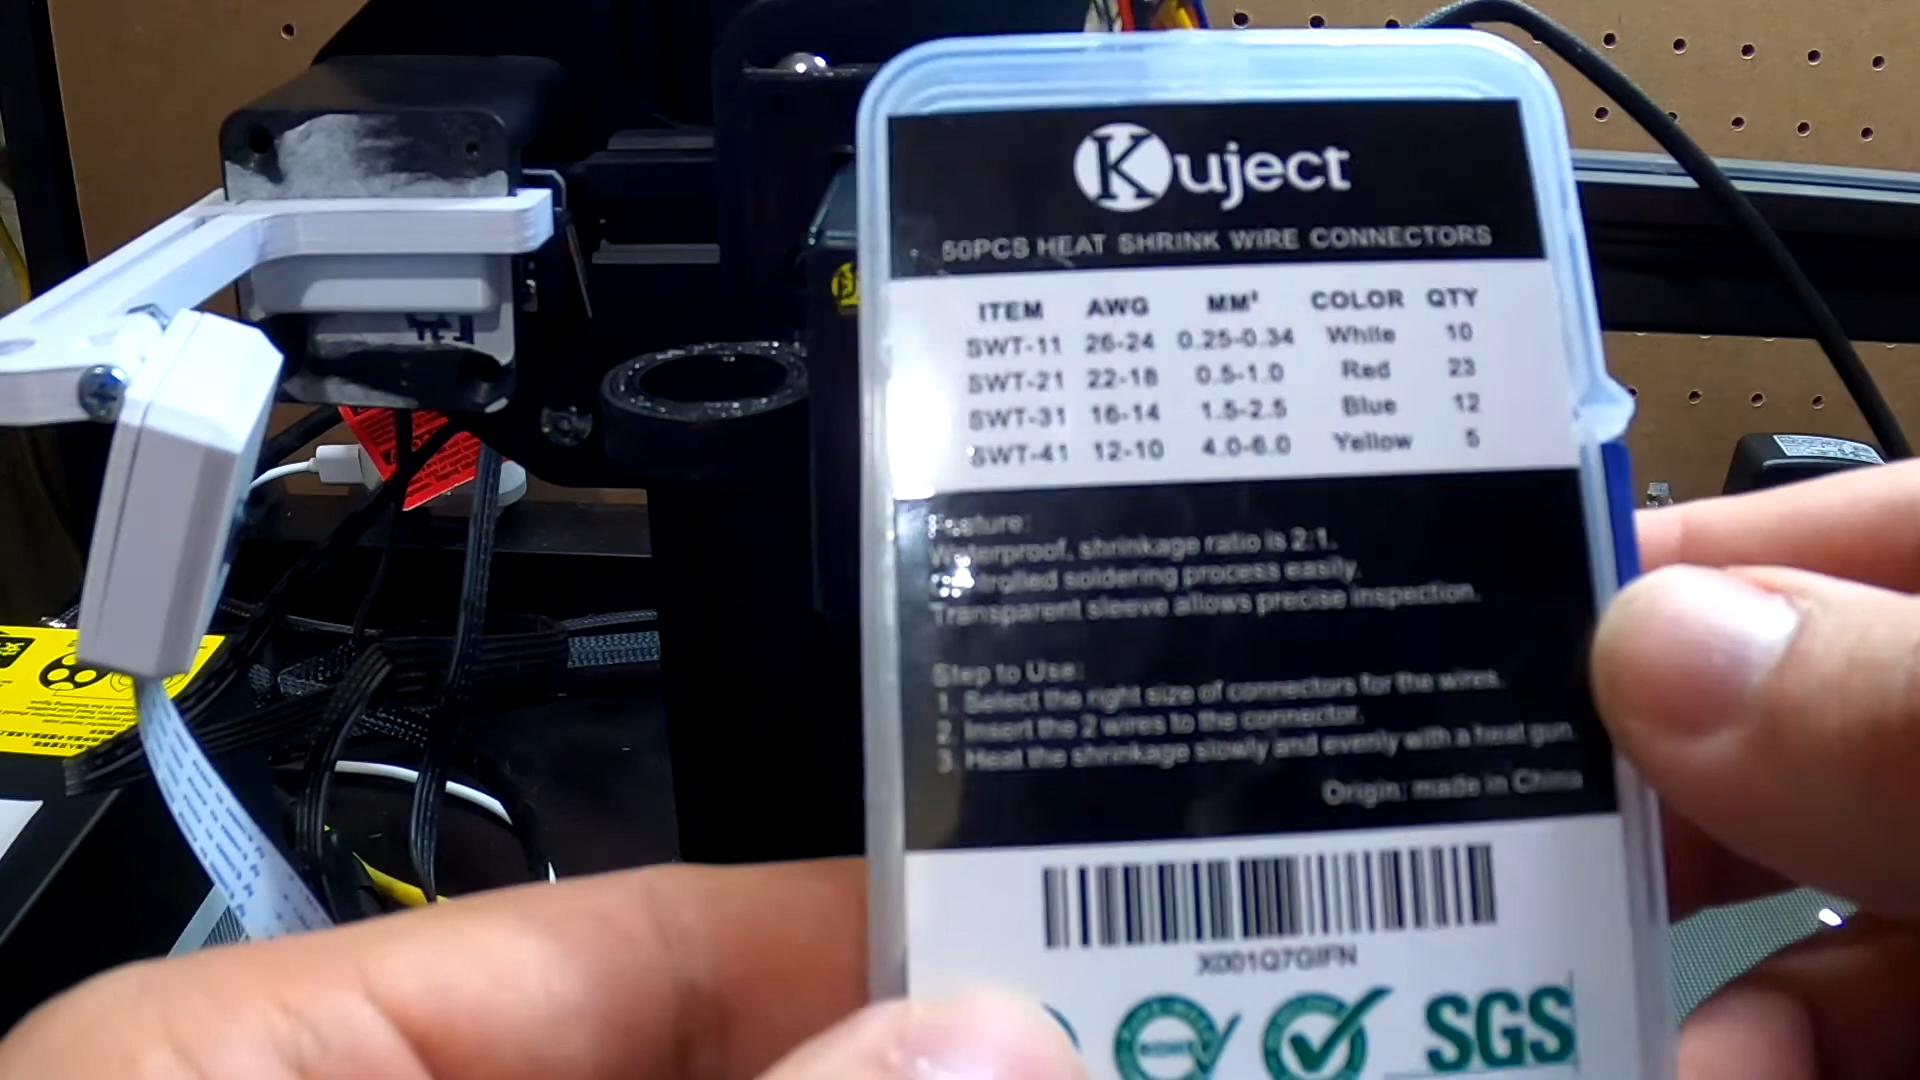 Kuject
50PCS HEAT SHRINK WIRE CONNECTORS
ITEM AWG MM² COLOR QTY
SWT-11 26-24 0.25-0.34 White 10
SWT-21 22-18 0.5-1.0 Red 23
SWT-31 16-14 1.5-2.5 Blue 12
SWT-41 12-10 4.0-6.0 Yellow 5
Feature:
Waterproof, shrinkage ratio is 2:1.
Controlled soldering process easily.
Transparent sleeve allows precise inspection.
Step to Use:
1. Select the right size of connectors for the wires.
2. Insert the 2 wires to the connector.
3. Heat the shrinkage slowly and evenly with a heat gun.
Origin: made in China
X001Q7GIFN
SGS